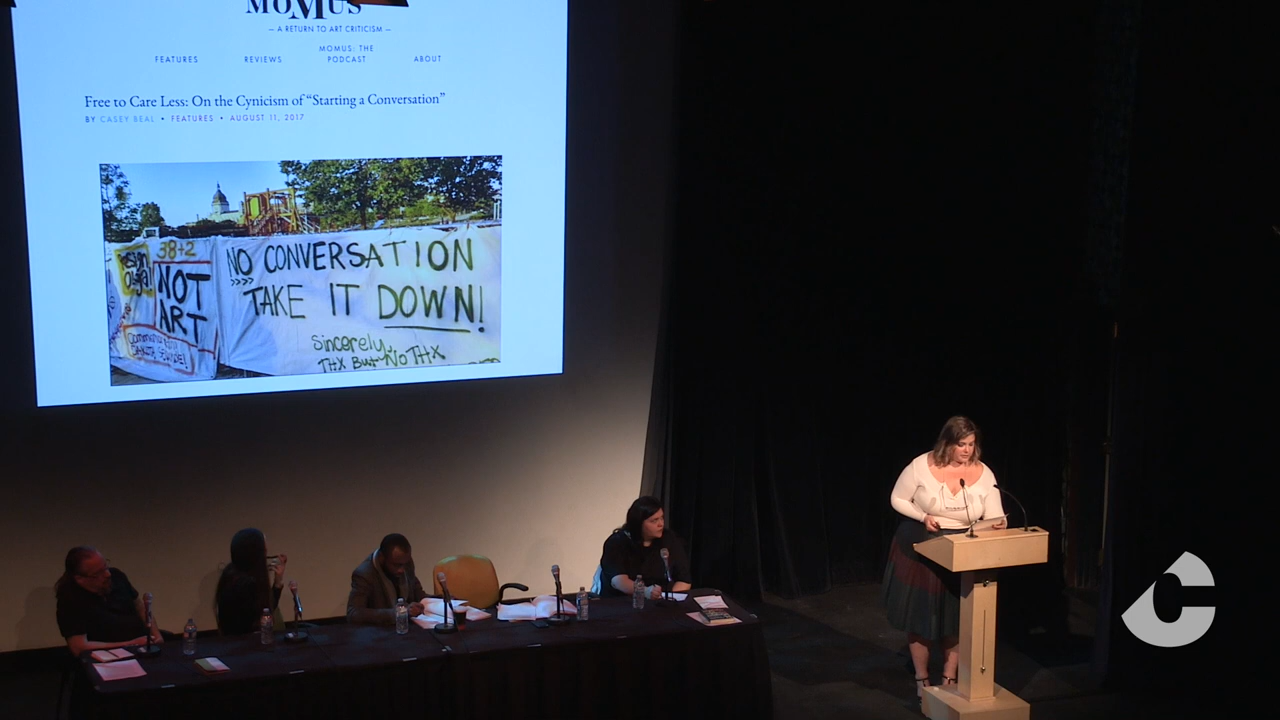 MOMUS
— A RETURN TO ART CRITICISM —
FEATURES REVIEWS MOMUS: THE PODCAST ABOUT
Free to Care Less: On the Cynicism of “Starting a Conversation”
BY CASEY BEAL • FEATURES • AUGUST 11, 2017
38+2
NOT
ART
NO CONVERSATION
>>>>
TAKE IT DOWN!
Sincerely,
THX But No THX
C